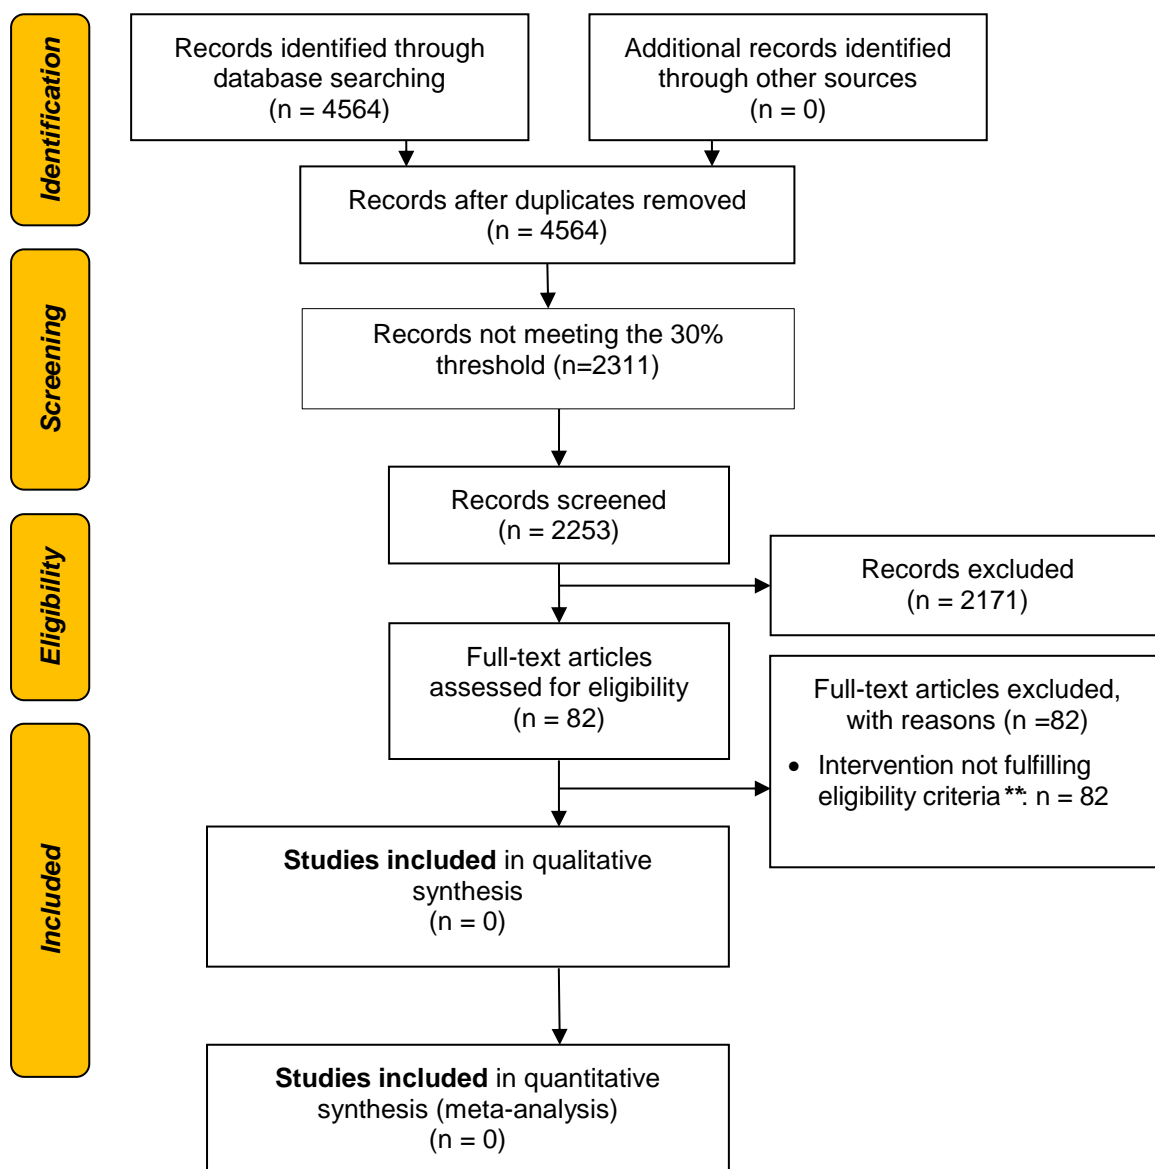 Identification
Records identified through
database searching
(n = 4564)
Additional records identified
through other sources
(n = 0)
Records after duplicates removed
(n = 4564)
Screening
Records not meeting the 30%
threshold (n=2311)
Records screened
(n = 2253)
Records excluded
(n = 2171)
Eligibility
Full-text articles
assessed for eligibility
(n = 82)
Full-text articles excluded,
with reasons (n =82)
• Intervention not fulfilling
eligibility criteria**: n = 82
Included
Studies included in qualitative
synthesis
(n = 0)
Studies included in quantitative
synthesis (meta-analysis)
(n = 0)